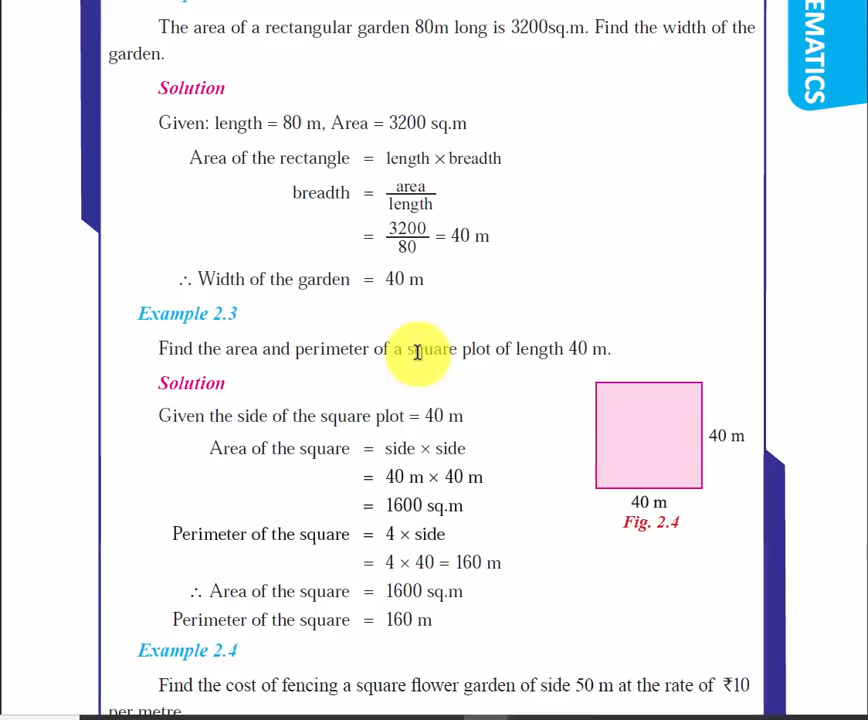 The area of a rectangular garden 80m long is 3200sq.m. Find the width of the
garden.
Solution
Given: length = 80 m, Area = 3200 sq.m
Area of the rectangle = length × breadth
breadth = area / length
= 3200 / 80 = 40 m
∴ Width of the garden = 40 m
Example 2.3
Find the area and perimeter of a square plot of length 40 m.
Solution
Given the side of the square plot = 40 m
Area of the square = side × side
= 40 m × 40 m
= 1600 sq.m
Perimeter of the square = 4 × side
= 4 × 40 = 160 m
∴ Area of the square = 1600 sq.m
Perimeter of the square = 160 m
40 m
40 m
Fig. 2.4
Example 2.4
Find the cost of fencing a square flower garden of side 50 m at the rate of ₹10
per metre
EMATICS